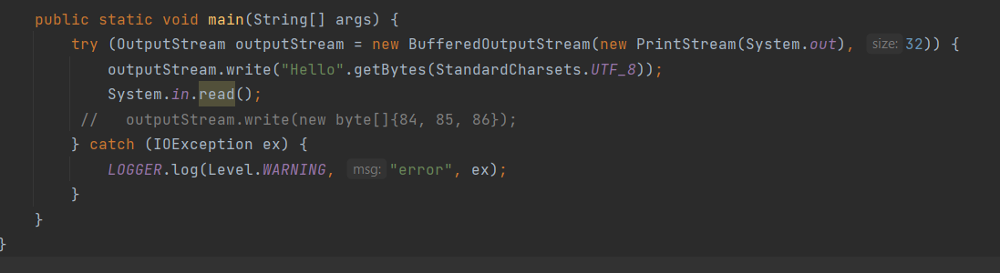 public static void main(String[] args) {
try (OutputStream outputStream = new BufferedOutputStream(new PrintStream(System.out), size: 32)) {
outputStream.write("Hello".getBytes(StandardCharsets.UTF_8));
System.in.read();
//   outputStream.write(new byte[]{84, 85, 86});
} catch (IOException ex) {
LOGGER.log(Level.WARNING, msg: "error", ex);
}
}
}